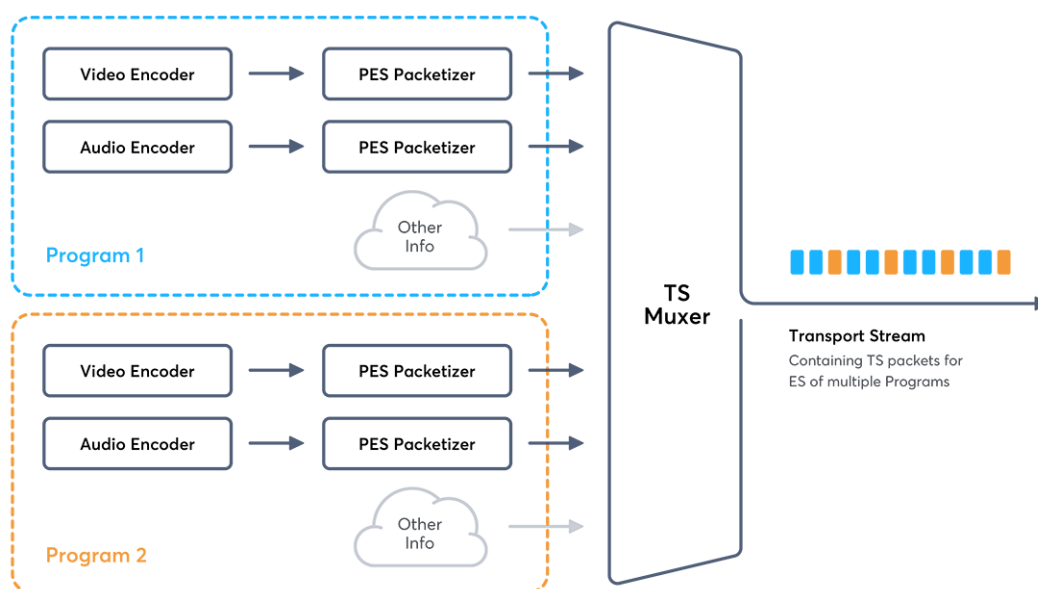 Video Encoder
PES Packetizer
Audio Encoder
PES Packetizer
Other
Info
Program 1
Video Encoder
PES Packetizer
Audio Encoder
PES Packetizer
Other
Info
Program 2
TS
Muxer
Transport Stream
Containing TS packets for
ES of multiple Programs